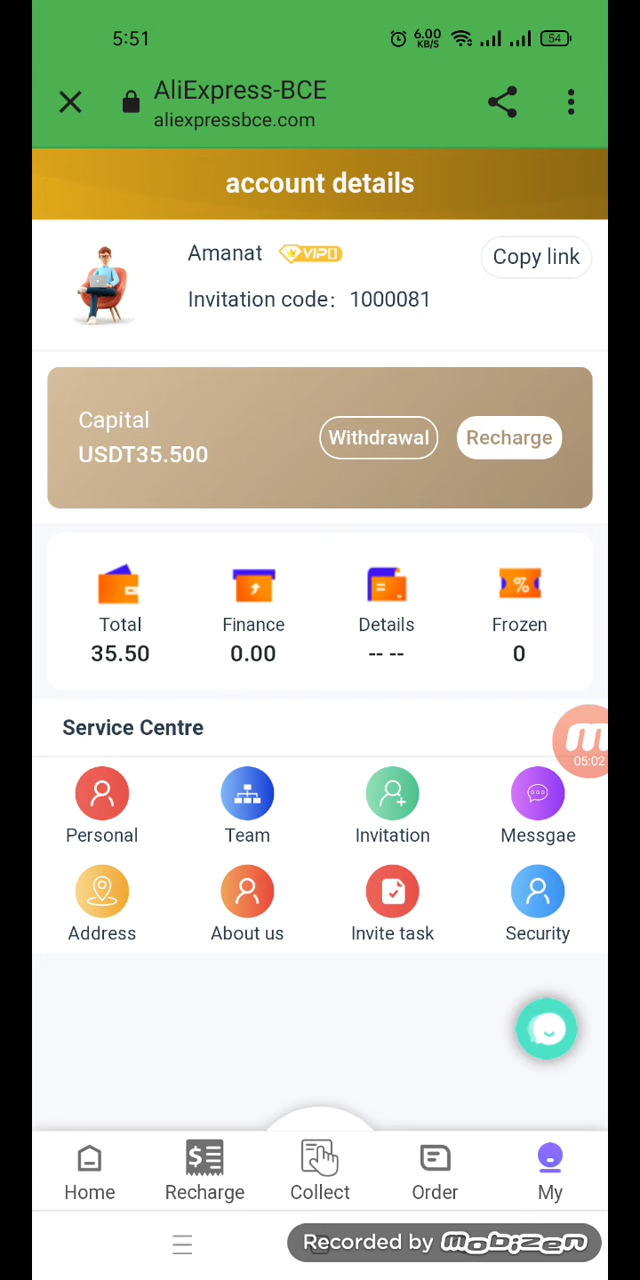 5:51
6.00
KB/S
54
AliExpress-BCE
aliexpressbce.com
account details
Amanat VIP0
Copy link
Invitation code: 1000081
Capital
USDT35.500
Withdrawal
Recharge
Total
Finance
Details
Frozen
35.50
0.00
-- --
0
Service Centre
05:02
Personal
Team
Invitation
Messgae
Address
About us
Invite task
Security
Home
Recharge
Collect
Order
My
Recorded by mobizen